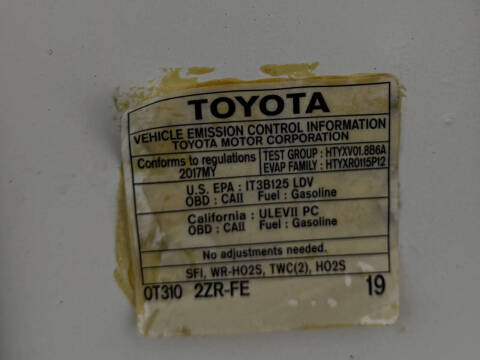 TOYOTA
VEHICLE EMISSION CONTROL INFORMATION
TOYOTA MOTOR CORPORATION
Conforms to regulations TEST GROUP : HTYXV01.8B6A
2017MY EVAP FAMILY : HTYXR0115P12
U.S. EPA : IT3B125 LDV
OBD : CAII Fuel : Gasoline
California : ULEVII PC
OBD : CAII Fuel : Gasoline
No adjustments needed.
SFI, WR-HO2S, TWC(2), HO2S
0T310 2ZR-FE 19